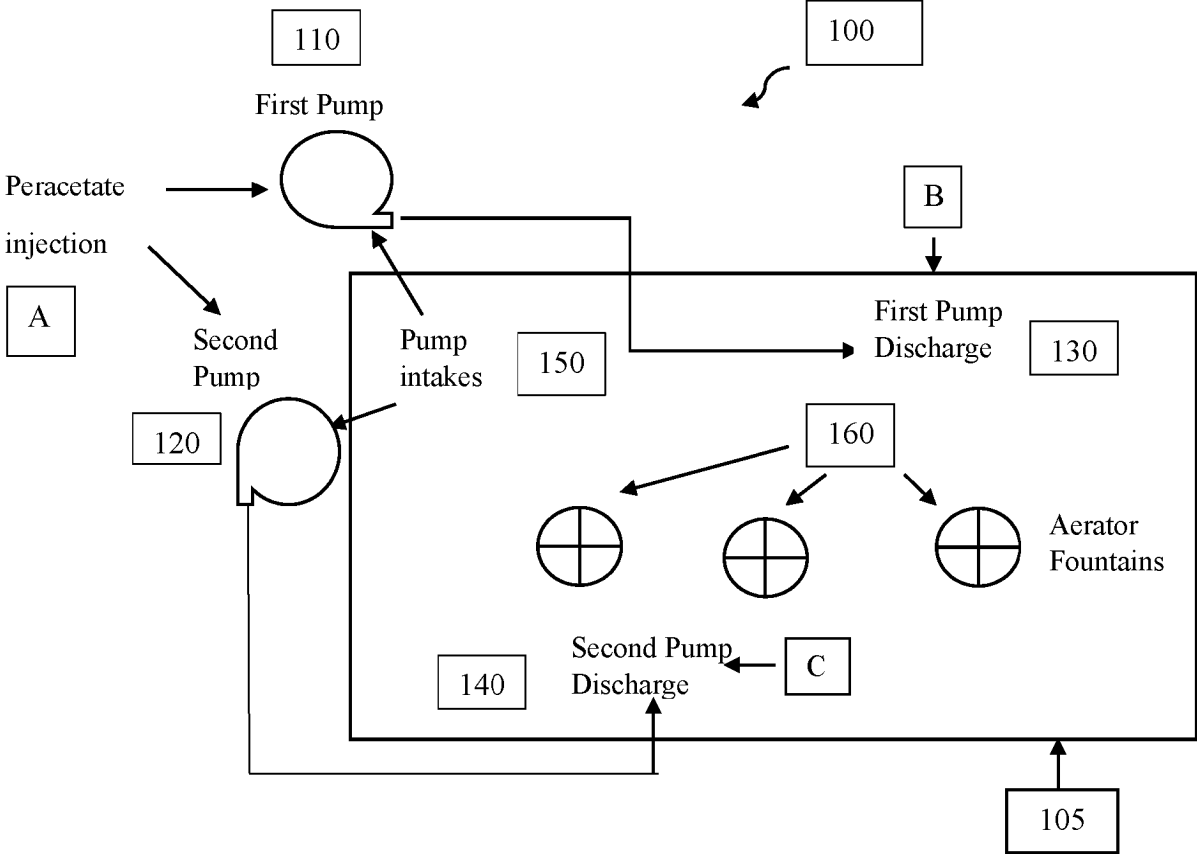 110
100
First Pump
Peracetate
injection
B
A
First Pump
Discharge
130
Second
Pump
Pump
intakes
150
120
160
Aerator
Fountains
Second Pump
Discharge
C
140
105